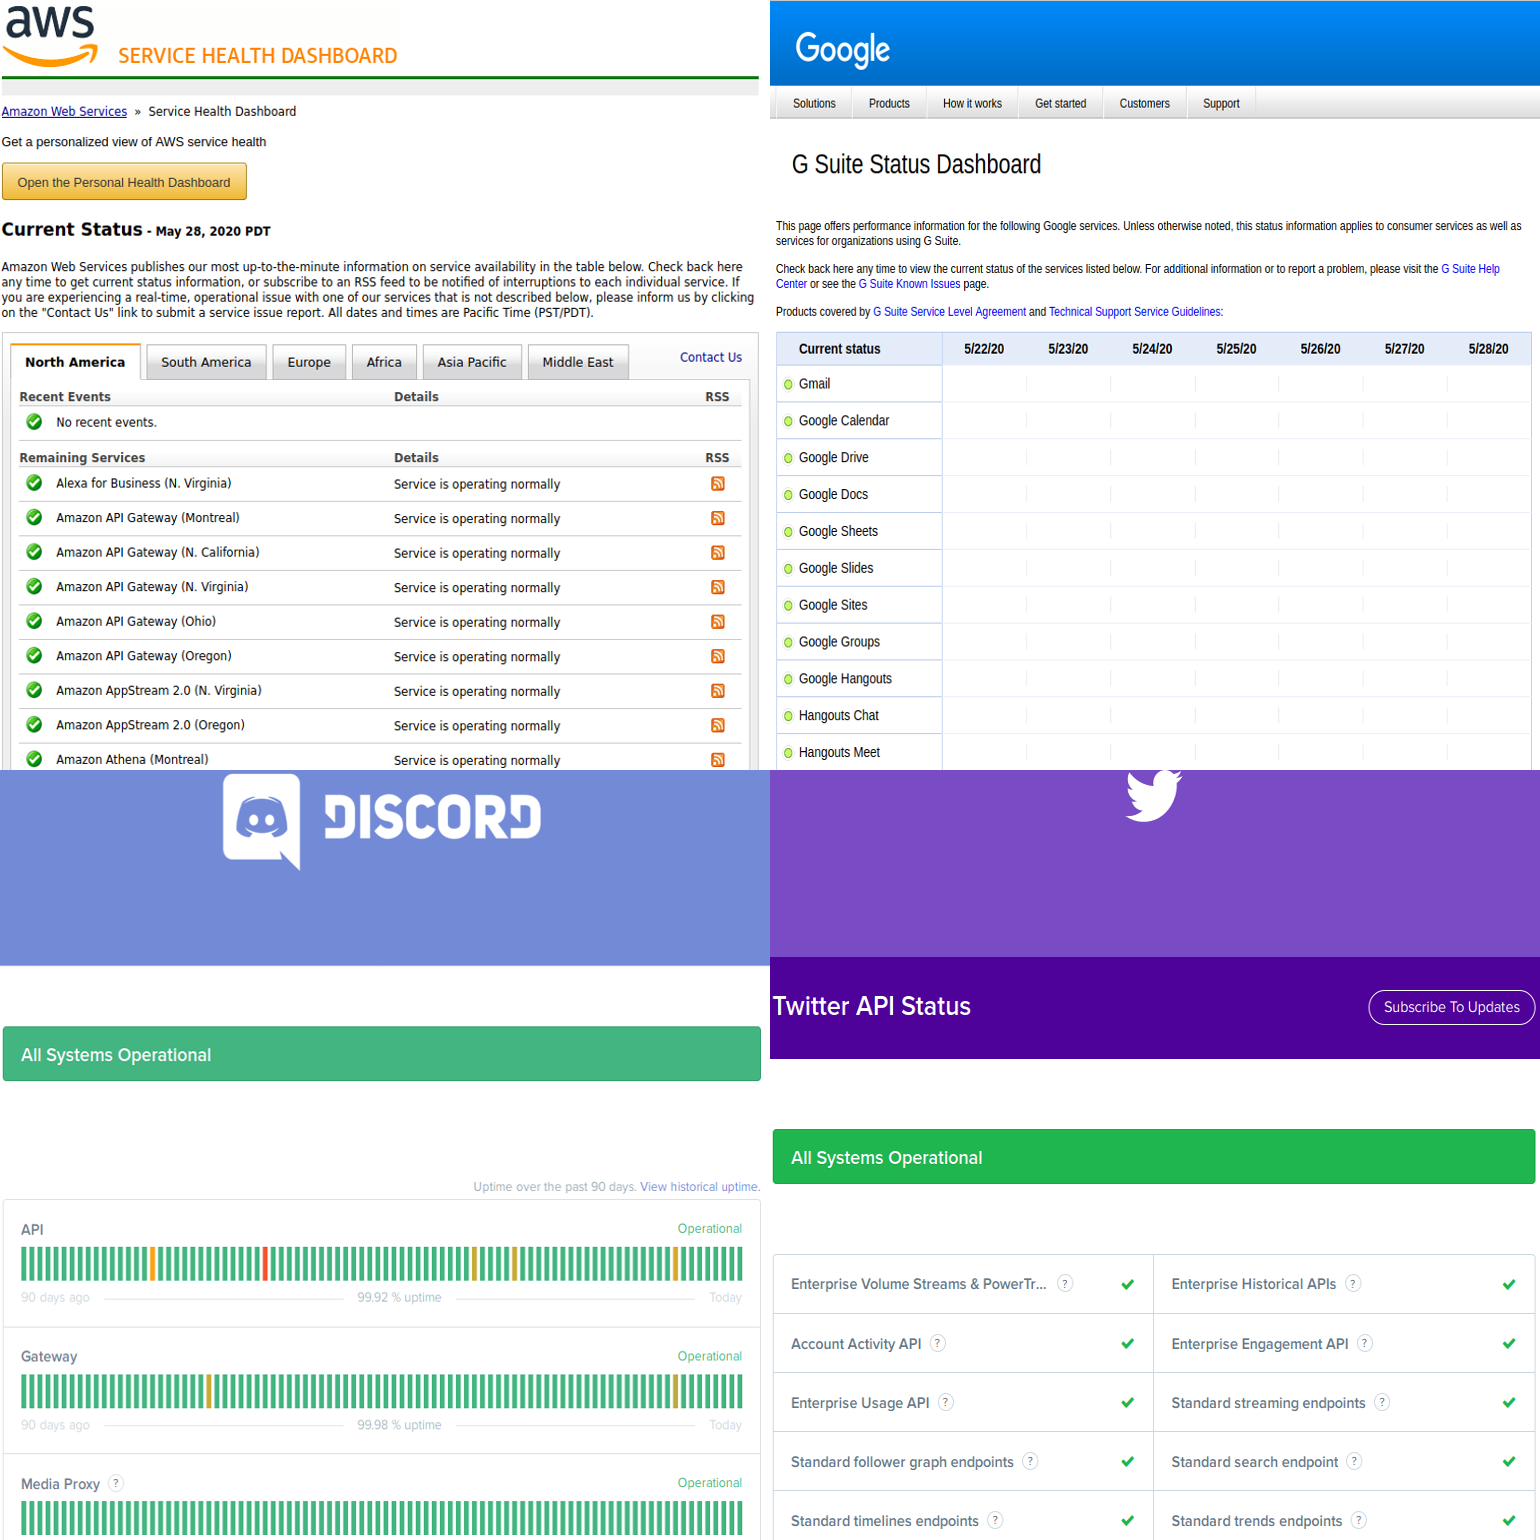 aws
SERVICE HEALTH DASHBOARD
Amazon Web Services » Service Health Dashboard
Get a personalized view of AWS service health
Open the Personal Health Dashboard
Current Status - May 28, 2020 PDT
Amazon Web Services publishes our most up-to-the-minute information on service availability in the table below. Check back here
any time to get current status information, or subscribe to an RSS feed to be notified of interruptions to each individual service. If
you are experiencing a real-time, operational issue with one of our services that is not described below, please inform us by clicking
on the "Contact Us" link to submit a service issue report. All dates and times are Pacific Time (PST/PDT).
North America South America Europe Africa Asia Pacific Middle East Contact Us
Recent Events Details RSS
No recent events.
Remaining Services Details RSS
Alexa for Business (N. Virginia) Service is operating normally
Amazon API Gateway (Montreal) Service is operating normally
Amazon API Gateway (N. California) Service is operating normally
Amazon API Gateway (N. Virginia) Service is operating normally
Amazon API Gateway (Ohio) Service is operating normally
Amazon API Gateway (Oregon) Service is operating normally
Amazon AppStream 2.0 (N. Virginia) Service is operating normally
Amazon AppStream 2.0 (Oregon) Service is operating normally
Amazon Athena (Montreal) Service is operating normally
Google
Solutions Products How it works Get started Customers Support
G Suite Status Dashboard
This page offers performance information for the following Google services. Unless otherwise noted, this status information applies to consumer services as well as
services for organizations using G Suite.
Check back here any time to view the current status of the services listed below. For additional information or to report a problem, please visit the G Suite Help
Center or see the G Suite Known Issues page.
Products covered by G Suite Service Level Agreement and Technical Support Service Guidelines:
Current status 5/22/20 5/23/20 5/24/20 5/25/20 5/26/20 5/27/20 5/28/20
Gmail
Google Calendar
Google Drive
Google Docs
Google Sheets
Google Slides
Google Sites
Google Groups
Google Hangouts
Hangouts Chat
Hangouts Meet
DISCORD
All Systems Operational
Uptime over the past 90 days. View historical uptime.
API Operational
90 days ago 99.92 % uptime Today
Gateway Operational
90 days ago 99.98 % uptime Today
Media Proxy ? Operational
Twitter API Status Subscribe To Updates
All Systems Operational
Enterprise Volume Streams & PowerTr... ? Enterprise Historical APIs ?
Account Activity API ? Enterprise Engagement API ?
Enterprise Usage API ? Standard streaming endpoints ?
Standard follower graph endpoints ? Standard search endpoint ?
Standard timelines endpoints ? Standard trends endpoints ?